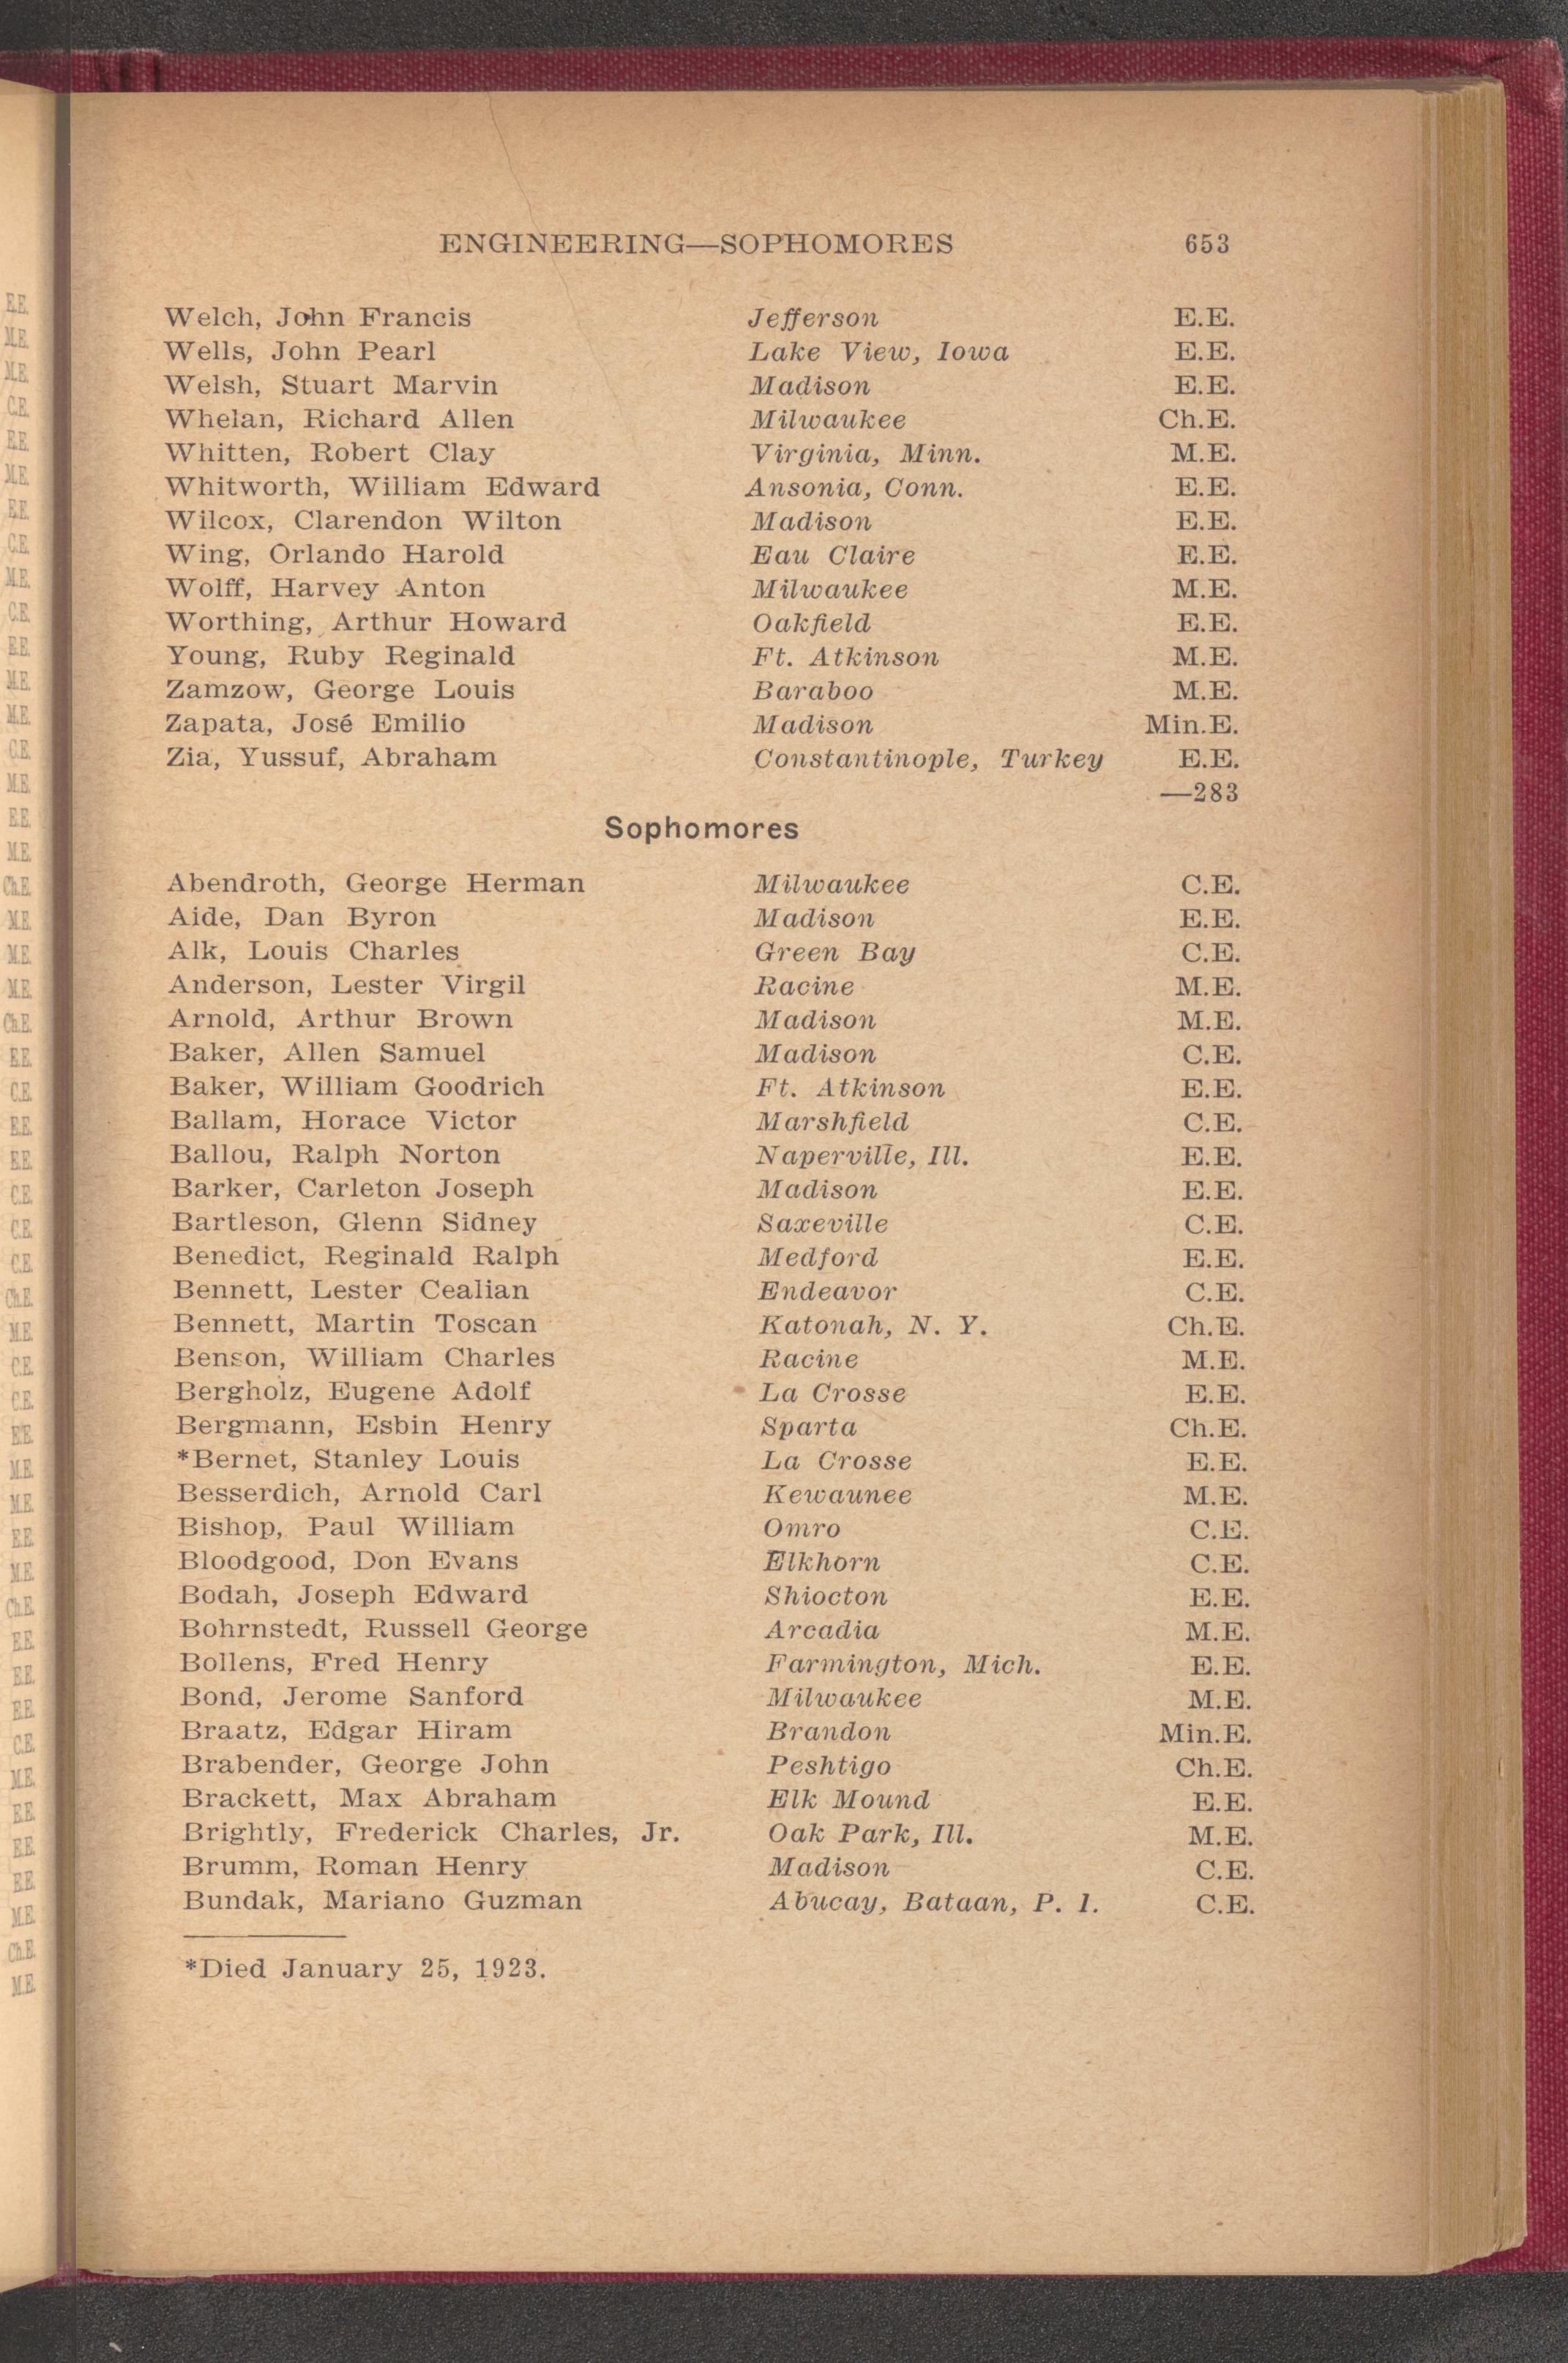 ENGINEERING—SOPHOMORES 653
Welch, John Francis Jefferson E.E.
Wells, John Pearl Lake View, Iowa E.E.
Welsh, Stuart Marvin Madison E.E.
Whelan, Richard Allen Milwaukee Ch.E.
Whitten, Robert Clay Virginia, Minn. M.E.
Whitworth, William Edward Ansonia, Conn. E.E.
Wilcox, Clarendon Wilton Madison E.E.
Wing, Orlando Harold Eau Claire E.E.
Wolff, Harvey Anton Milwaukee M.E.
Worthing, Arthur Howard Oakfield E.E.
Young, Ruby Reginald Ft. Atkinson M.E.
Zamzow, George Louis Baraboo M.E.
Zapata, José Emilio Madison Min.E.
Zia, Yussuf, Abraham Constantinople, Turkey E.E.
—283
Sophomores
Abendroth, George Herman Milwaukee C.E.
Aide, Dan Byron Madison E.E.
Alk, Louis Charles Green Bay C.E.
Anderson, Lester Virgil Racine M.E.
Arnold, Arthur Brown Madison M.E.
Baker, Allen Samuel Madison C.E.
Baker, William Goodrich Ft. Atkinson E.E.
Ballam, Horace Victor Marshfield C.E.
Ballou, Ralph Norton Naperville, Ill. E.E.
Barker, Carleton Joseph Madison E.E.
Bartleson, Glenn Sidney Saxeville C.E.
Benedict, Reginald Ralph Medford E.E.
Bennett, Lester Cealian Endeavor C.E.
Bennett, Martin Toscan Katonah, N. Y. Ch.E.
Benson, William Charles Racine M.E.
Bergholz, Eugene Adolf La Crosse E.E.
Bergmann, Esbin Henry Sparta Ch.E.
*Bernet, Stanley Louis La Crosse E.E.
Besserdich, Arnold Carl Kewaunee M.E.
Bishop, Paul William Omro C.E.
Bloodgood, Don Evans Elkhorn C.E.
Bodah, Joseph Edward Shiocton E.E.
Bohrnstedt, Russell George Arcadia M.E.
Bollens, Fred Henry Farmington, Mich. E.E.
Bond, Jerome Sanford Milwaukee M.E.
Braatz, Edgar Hiram Brandon Min.E.
Brabender, George John Peshtigo Ch.E.
Brackett, Max Abraham Elk Mound E.E.
Brightly, Frederick Charles, Jr. Oak Park, Ill. M.E.
Brumm, Roman Henry Madison C.E.
Bundak, Mariano Guzman Abucay, Bataan, P. I. C.E.
*Died January 25, 1923.